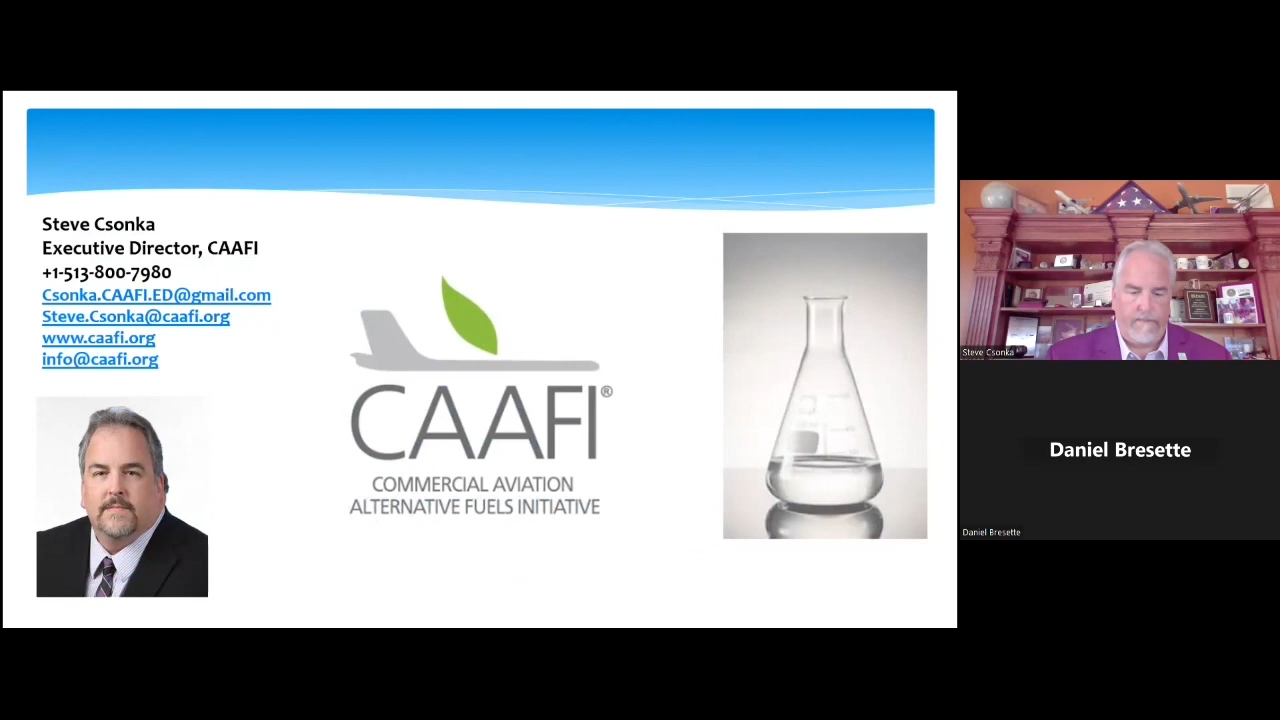 Steve Csonka
Executive Director, CAAFI
+1-513-800-7980
Csonka.CAAFI.ED@gmail.com
Steve.Csonka@caafi.org
www.caafi.org
info@caafi.org
CAAFI®
COMMERCIAL AVIATION
ALTERNATIVE FUELS INITIATIVE
Steve Csonka
Daniel Bresette
Daniel Bresette